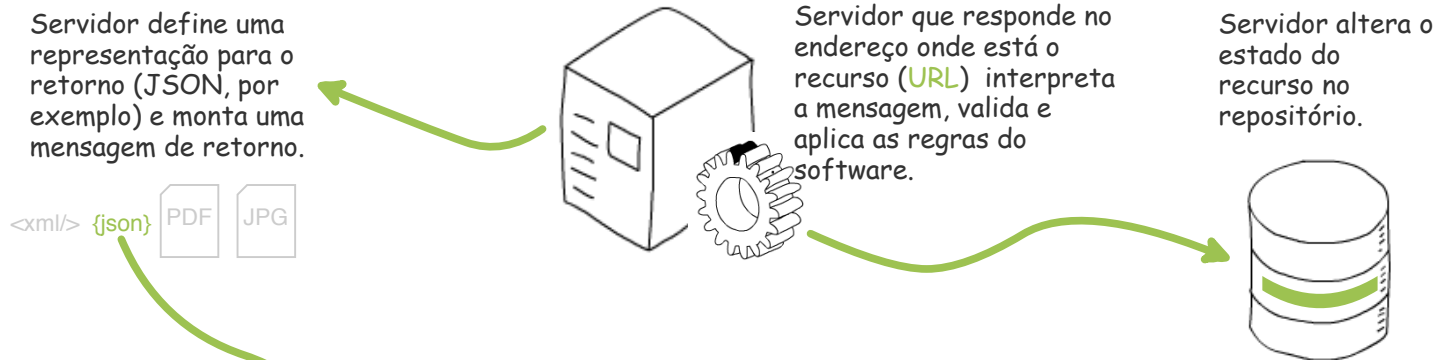 Servidor define uma
representação para o
retorno (JSON, por
exemplo) e monta uma
mensagem de retorno.
<xml/> {json} PDF JPG
Servidor que responde no
endereço onde está o
recurso (URL) interpreta
a mensagem, valida e
aplica as regras do
software.
Servidor altera o
estado do
recurso no
repositório.